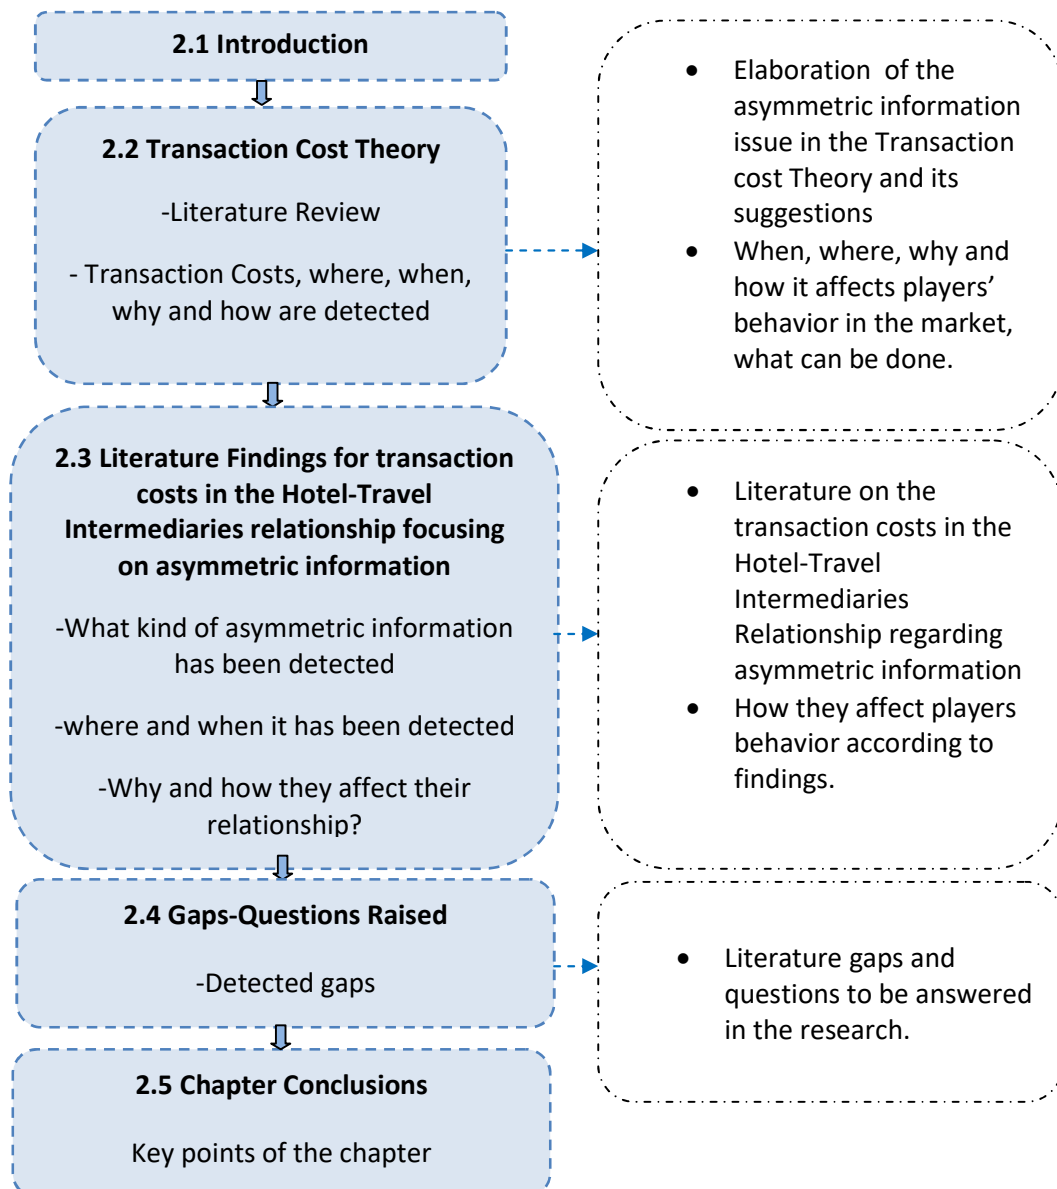 2.1 Introduction
2.2 Transaction Cost Theory
-Literature Review
- Transaction Costs, where, when,
why and how are detected
• Elaboration of the
asymmetric information
issue in the Transaction
cost Theory and its
suggestions
• When, where, why and
how it affects players’
behavior in the market,
what can be done.
2.3 Literature Findings for transaction
costs in the Hotel-Travel
Intermediaries relationship focusing
on asymmetric information
-What kind of asymmetric information
has been detected
-where and when it has been detected
-Why and how they affect their
relationship?
• Literature on the
transaction costs in the
Hotel-Travel
Intermediaries
Relationship regarding
asymmetric information
• How they affect players
behavior according to
findings.
2.4 Gaps-Questions Raised
-Detected gaps
• Literature gaps and
questions to be answered
in the research.
2.5 Chapter Conclusions
Key points of the chapter